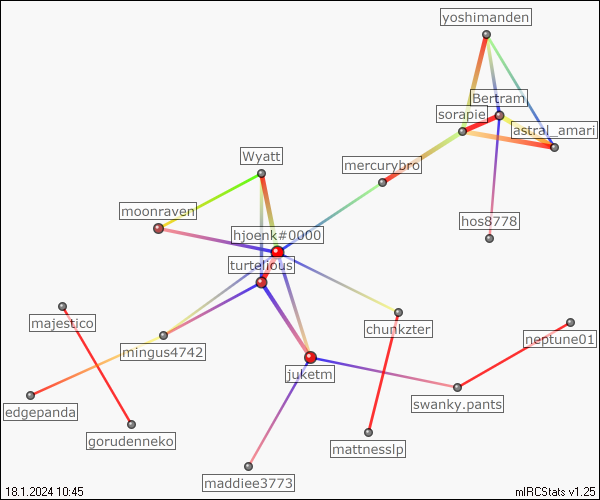 yoshimanden
Bertram
sorapie
astral_amari
Wyatt
mercurybro
moonraven
hos8778
hjoenk#0000
turtelious
majestico
chunkzter
neptune01
mingus4742
juketm
edgepanda
swanky.pants
gorudenneko
mattnesslp
maddiee3773
18.1.2024 10:45
mIRCStats v1.25